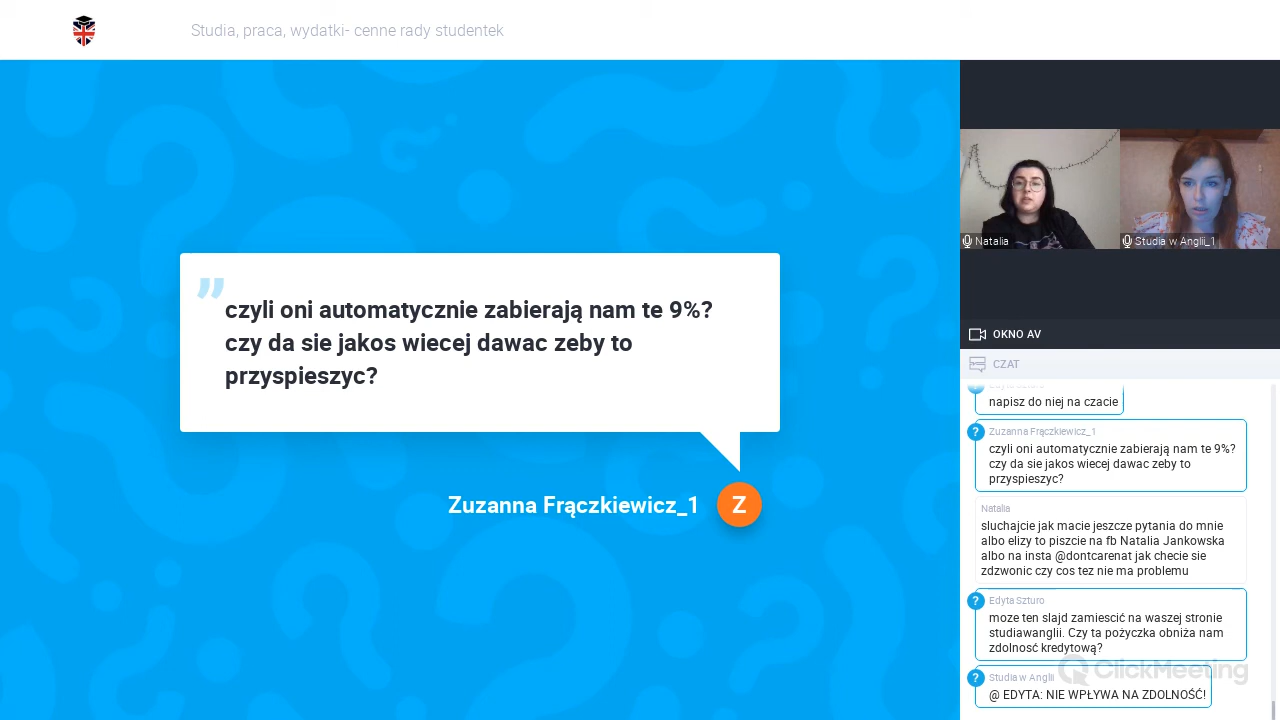 Studia, praca, wydatki- cenne rady studentek
”
czyli oni automatycznie zabierają nam te 9%?
czy da sie jakos wiecej dawac zeby to
przyspieszyc?
Zuzanna Frączkiewicz_1
Z
Natalia
Studia w Anglii_1
OKNO AV
CZAT
napisz do niej na czacie
?
Zuzanna Frączkiewicz_1
czyli oni automatycznie zabierają nam te 9%?
czy da sie jakos wiecej dawac zeby to
przyspieszyc?
Natalia
sluchajcie jak macie jeszcze pytania do mnie
albo elizy to piszcie na fb Natalia Jankowska
albo na insta @dontcarenat jak checie sie
zdzwonic czy cos tez nie ma problemu
?
Edyta Szturo
moze ten slajd zamiescić na waszej stronie
studiawanglii. Czy ta pożyczka obniża nam
zdolnosć kredytową?
ClickMeeting
?
Studia w Anglii
@ EDYTA: NIE WPŁYWA NA ZDOLNOŚĆ!